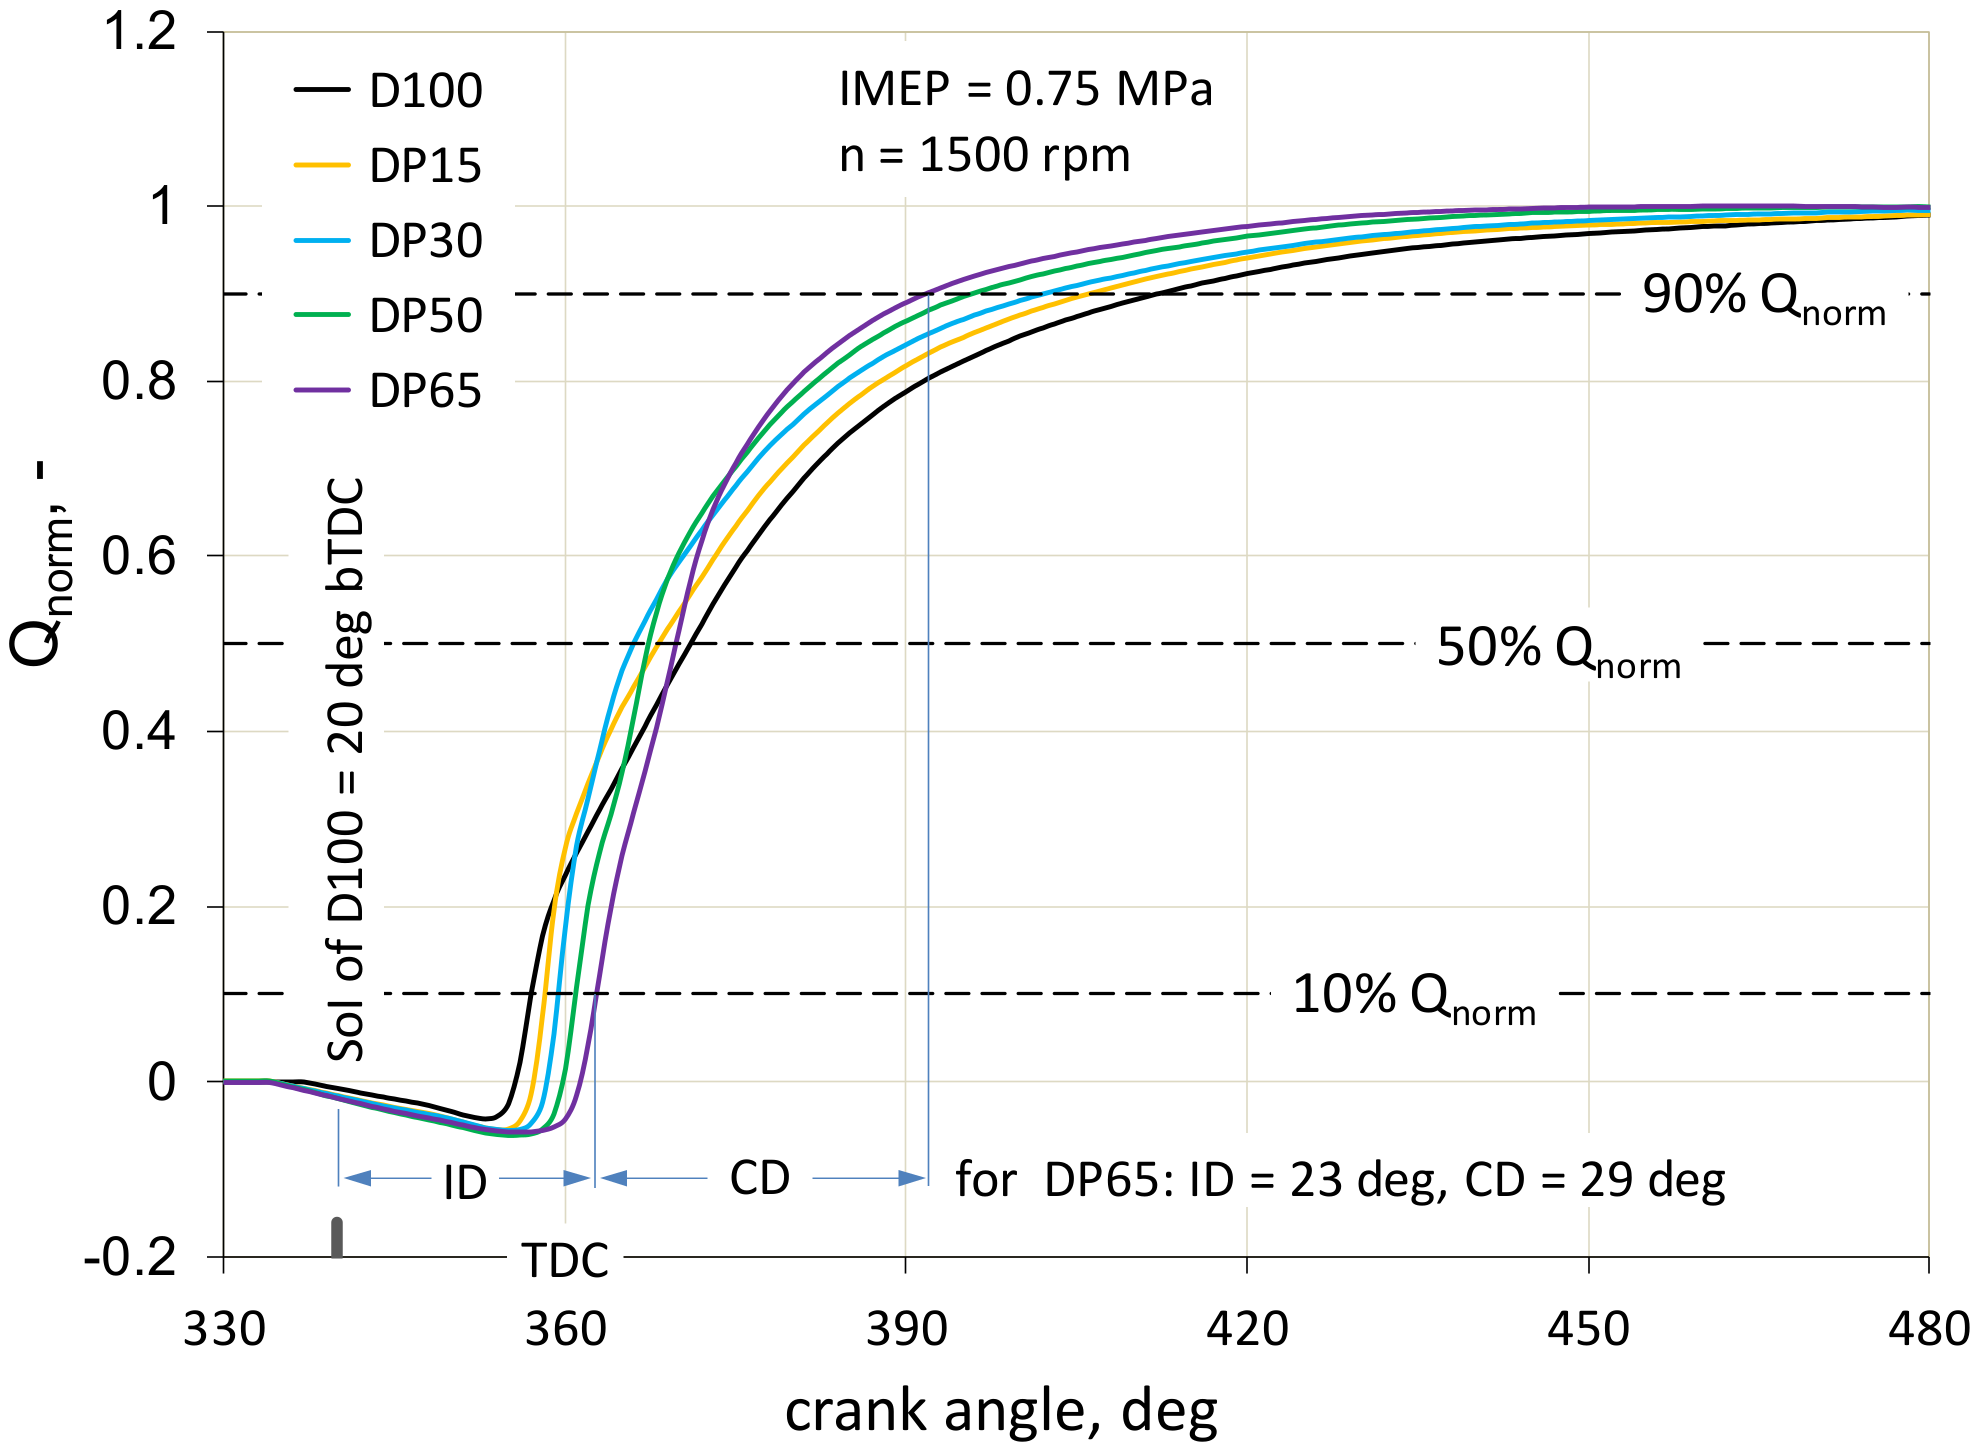 1.2
1
0.8
0.6
0.4
0.2
0
-0.2
Qnorm, -
D100
DP15
DP30
DP50
DP65
IMEP = 0.75 MPa
n = 1500 rpm
90% Qnorm
50% Qnorm
10% Qnorm
SoI of D100 = 20 deg bTDC
ID
CD
for DP65: ID = 23 deg, CD = 29 deg
TDC
330
360
390
420
450
480
crank angle, deg